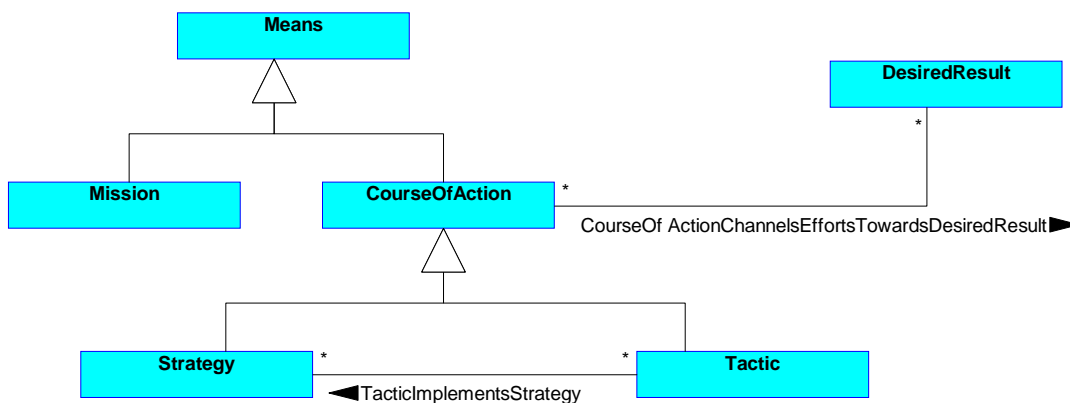 Means
DesiredResult
*
Mission
CourseOfAction
*
CourseOf ActionChannelsEffortsTowardsDesiredResult
Strategy
*
*
Tactic
TacticImplementsStrategy